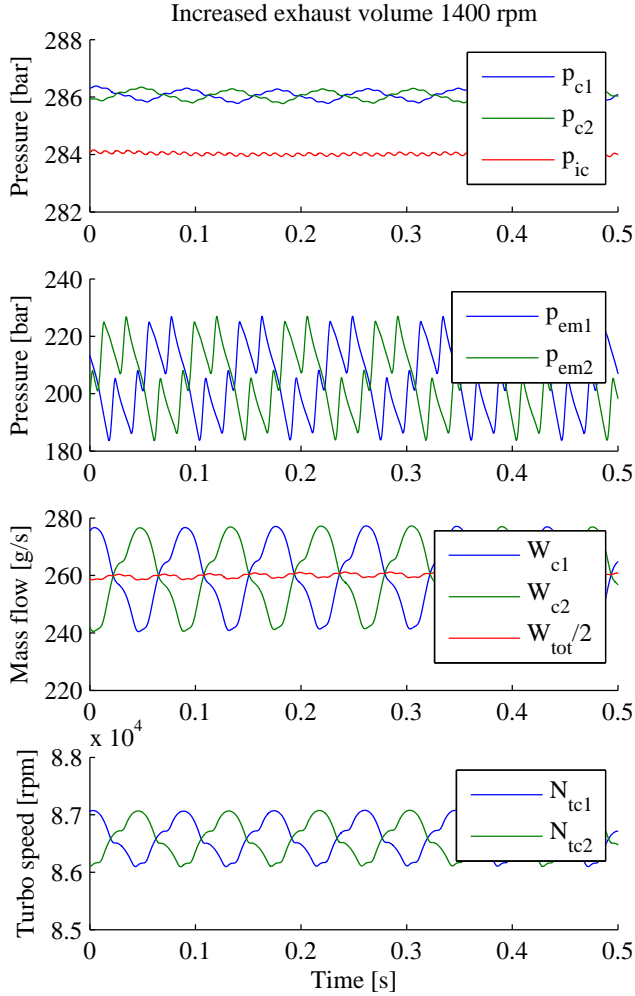 Increased exhaust volume 1400 rpm
Pressure [bar]
288
286
284
282
p_c1
p_c2
p_ic
0 0.1 0.2 0.3 0.4 0.5
Pressure [bar]
240
220
200
180
p_em1
p_em2
0 0.1 0.2 0.3 0.4 0.5
Mass flow [g/s]
280
260
240
220
W_c1
W_c2
W_tot/2
0 0.1 0.2 0.3 0.4 0.5
x 10^4
Turbo speed [rpm]
8.8
8.7
8.6
8.5
N_tc1
N_tc2
0 0.1 0.2 0.3 0.4 0.5
Time [s]